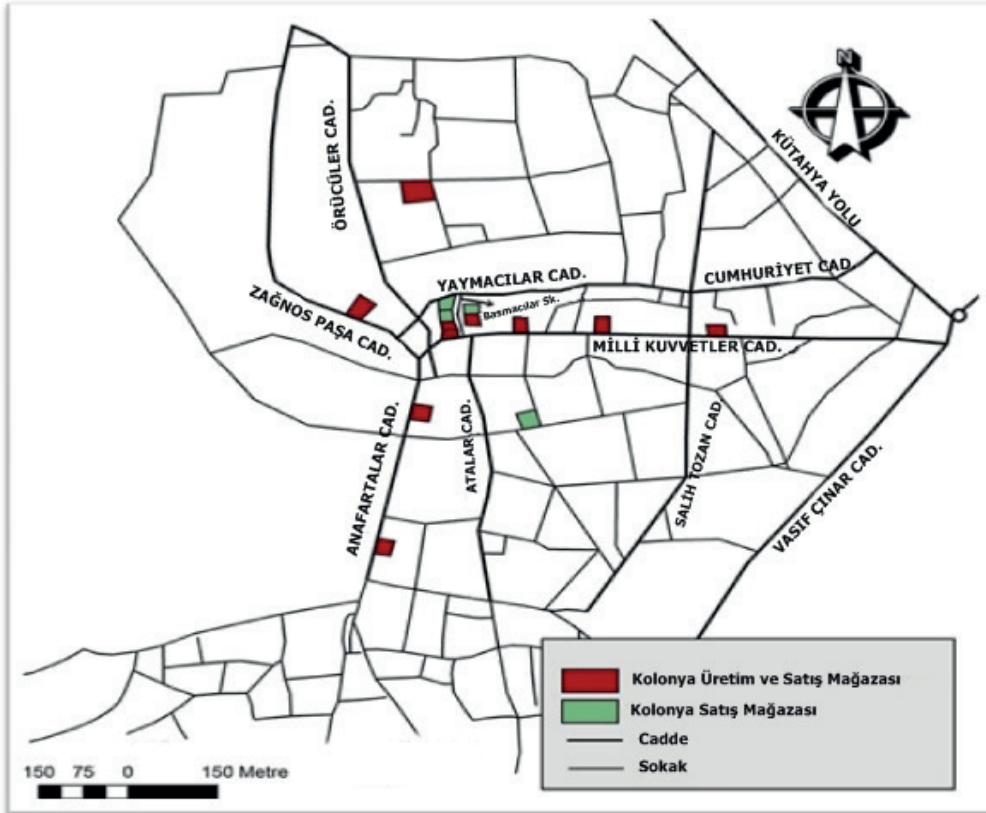 N
KÜTAHYA YOLU
ÖRÜCÜLER CAD.
YAYMACILAR CAD.
CUMHURİYET CAD
ZAĞNOS PAŞA CAD.
Basmacılar Sk.
MİLLİ KUVVETLER CAD.
ANAFARTALAR CAD.
ATALAR CAD.
SALİH TOZAN CAD
VASIF ÇINAR CAD.
Kolonya Üretim ve Satış Mağazası
Kolonya Satış Mağazası
Cadde
Sokak
150 75 0 150 Metre